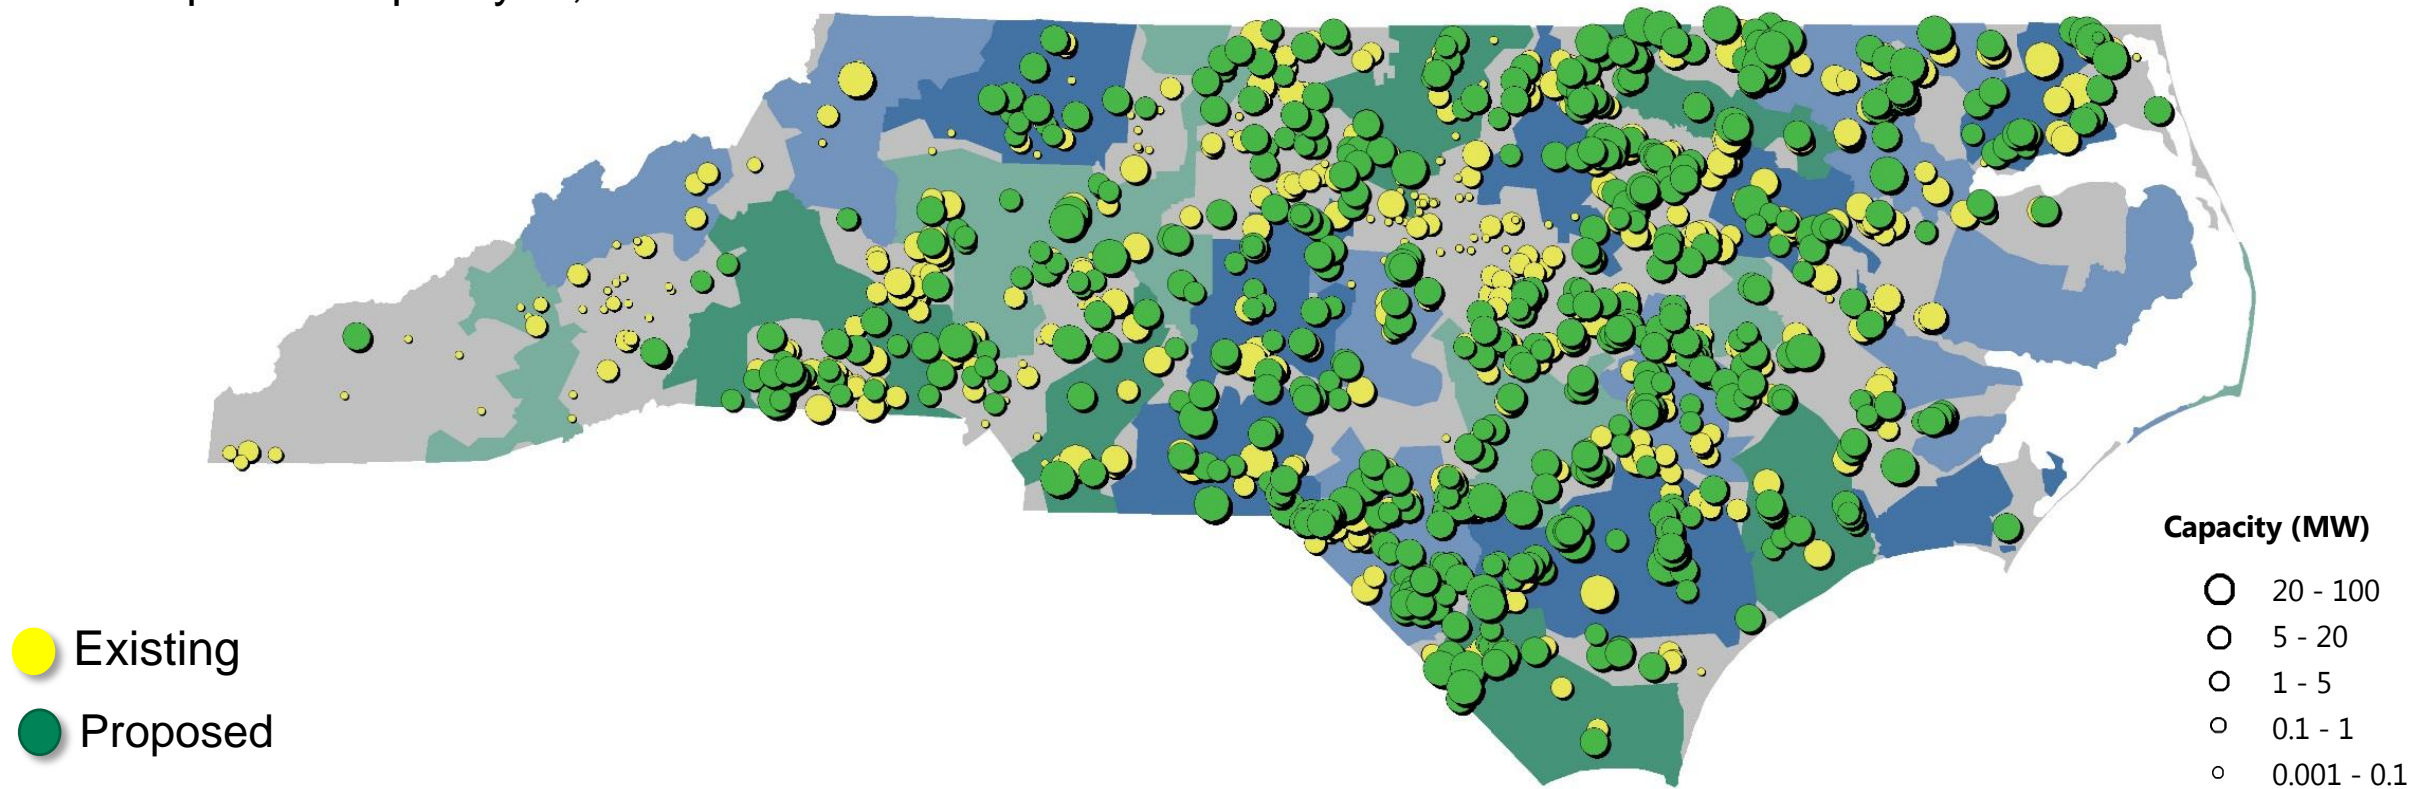 Capacity (MW)
20 - 100
5 - 20
1 - 5
0.1 - 1
0.001 - 0.1
Existing
Proposed